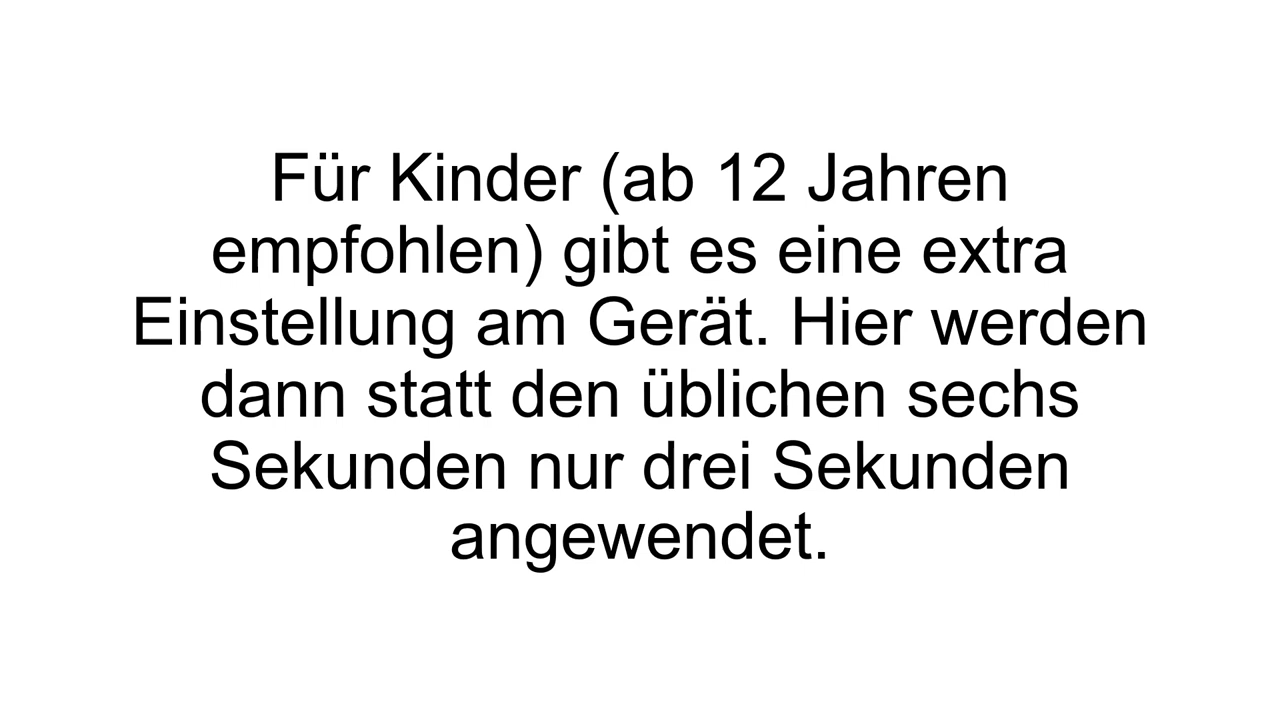 Für Kinder (ab 12 Jahren
empfohlen) gibt es eine extra
Einstellung am Gerät. Hier werden
dann statt den üblichen sechs
Sekunden nur drei Sekunden
angewendet.